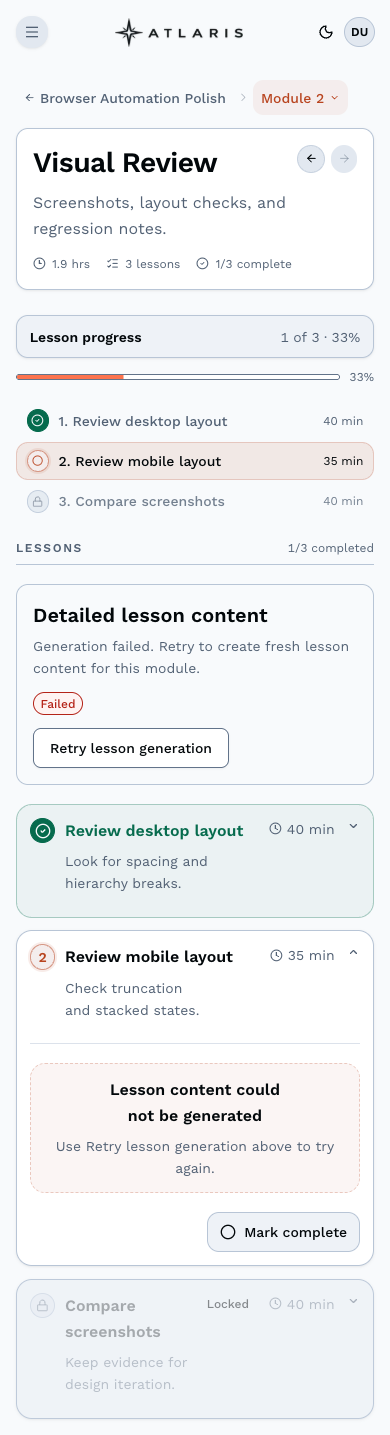 ATLARIS
DU
Browser Automation Polish
Module 2
Visual Review
Screenshots, layout checks, and
regression notes.
1.9 hrs
3 lessons
1/3 complete
Lesson progress
1 of 3 · 33%
33%
1. Review desktop layout
40 min
2. Review mobile layout
35 min
3. Compare screenshots
40 min
LESSONS
1/3 completed
Detailed lesson content
Generation failed. Retry to create fresh lesson
content for this module.
Failed
Retry lesson generation
Review desktop layout
40 min
Look for spacing and
hierarchy breaks.
2
Review mobile layout
35 min
Check truncation
and stacked states.
Lesson content could
not be generated
Use Retry lesson generation above to try
again.
Mark complete
Compare
screenshots
Locked
40 min
Keep evidence for
design iteration.